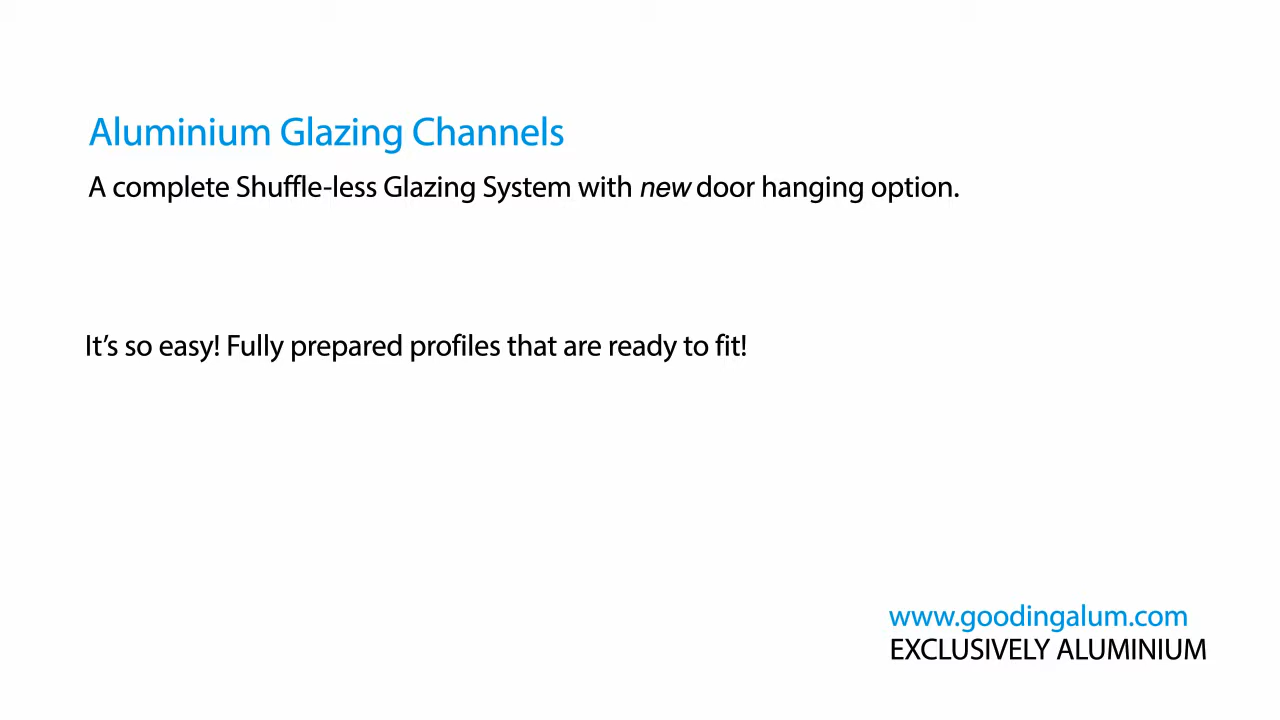 Aluminium Glazing Channels
A complete Shuffle-less Glazing System with new door hanging option.
It's so easy! Fully prepared profiles that are ready to fit!
www.goodingalum.com
EXCLUSIVELY ALUMINIUM